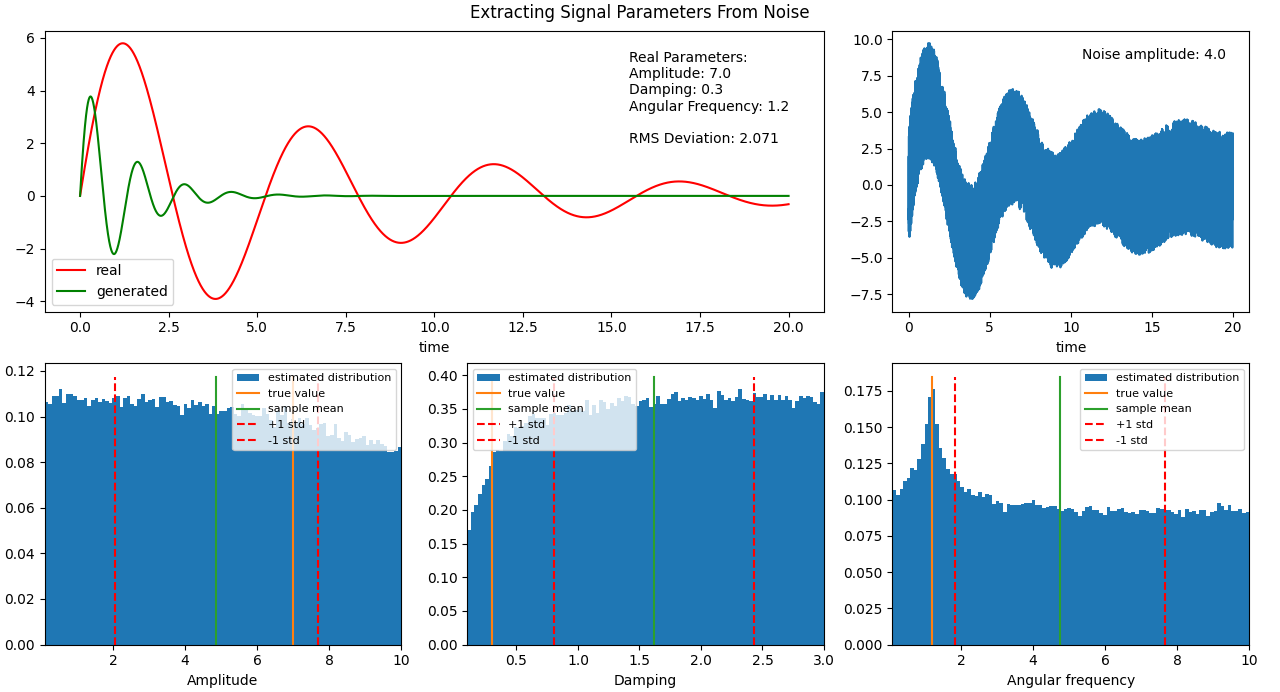 Extracting Signal Parameters From Noise
6
4
2
0
−2
−4
Real Parameters:
Amplitude: 7.0
Damping: 0.3
Angular Frequency: 1.2
RMS Deviation: 2.071
real
generated
0.0 2.5 5.0 7.5 10.0 12.5 15.0 17.5 20.0
time
10.0
7.5
5.0
2.5
0.0
−2.5
−5.0
−7.5
Noise amplitude: 4.0
0 5 10 15 20
time
0.12
0.10
0.08
0.06
0.04
0.02
0.00
estimated distribution
true value
sample mean
+1 std
-1 std
2 4 6 8 10
Amplitude
0.40
0.35
0.30
0.25
0.20
0.15
0.10
0.05
0.00
estimated distribution
true value
sample mean
+1 std
-1 std
0.5 1.0 1.5 2.0 2.5 3.0
Damping
0.175
0.150
0.125
0.100
0.075
0.050
0.025
0.000
estimated distribution
true value
sample mean
+1 std
-1 std
2 4 6 8 10
Angular frequency